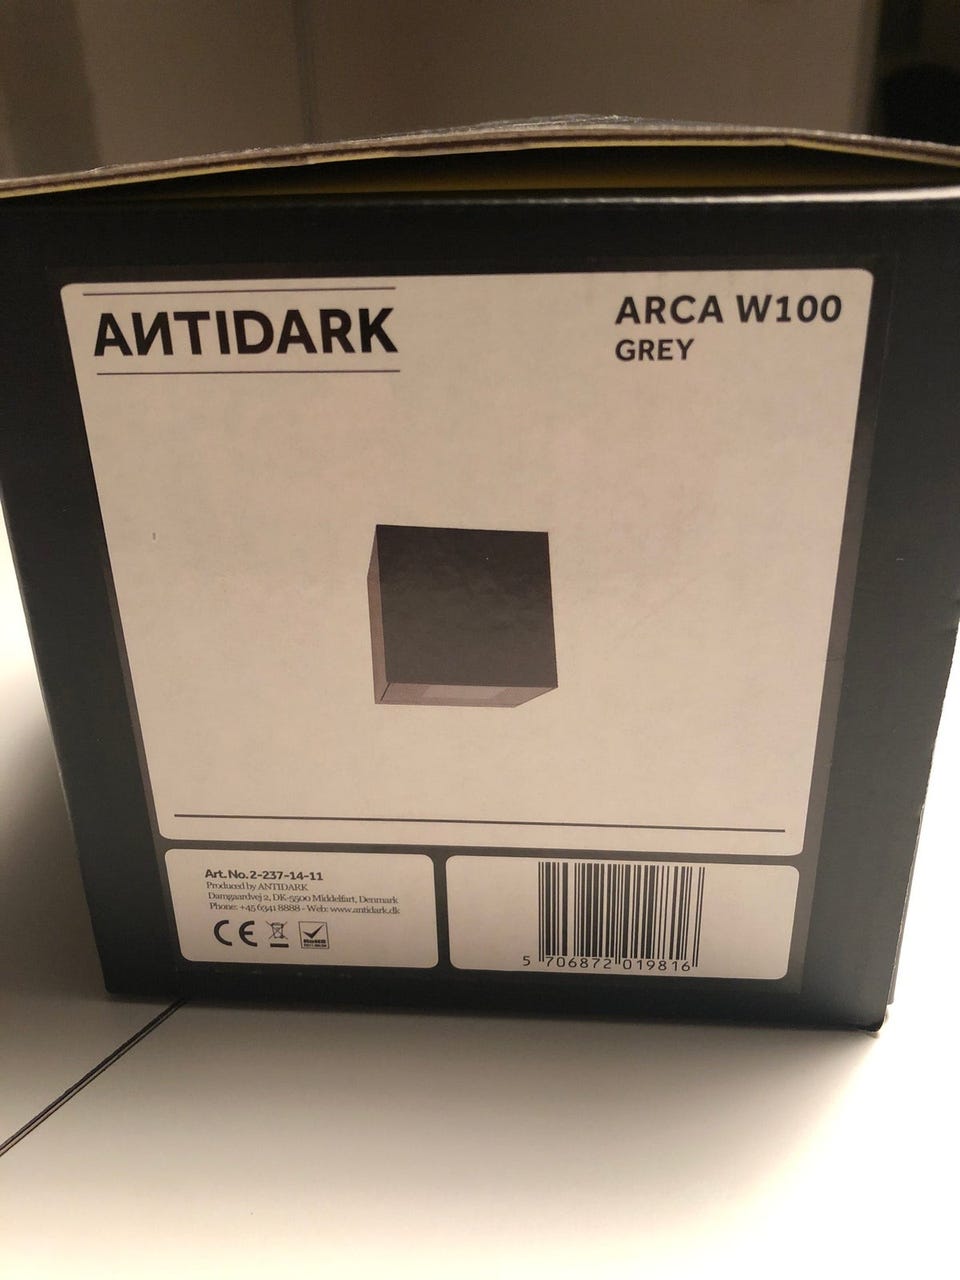 AИTIDARK
ARCA W100
GREY
Art.No.2-237-14-11
Produced by ANTIDARK
Damgaardvej 2, DK-5500 Middelfart, Denmark
Phone: +45 6341 8888 - Web: www.antidark.dk
CE
RoHS
5 706872 019816